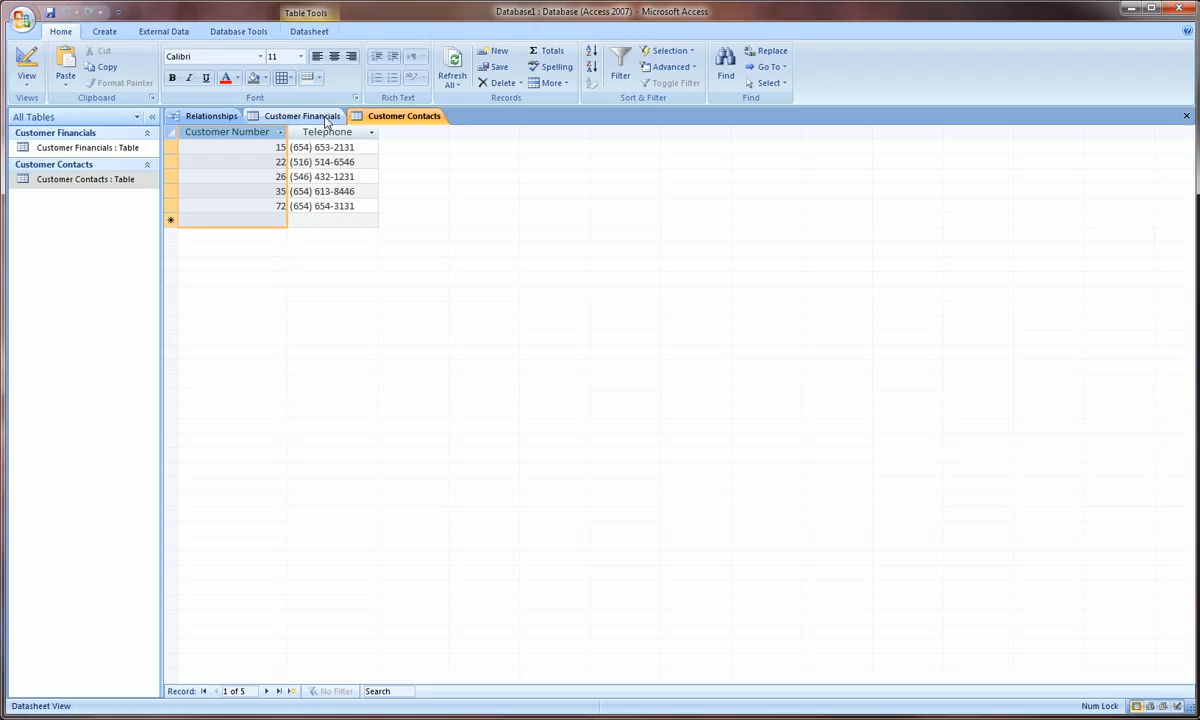 Table Tools
Database1 : Database (Access 2007) - Microsoft Access
Home Create External Data Database Tools Datasheet
View
Views
Paste
Cut
Copy
Format Painter
Clipboard
Calibri 11
B I U A
Font
Rich Text
Refresh All
New
Save
Delete
Totals
Spelling
More
Records
Filter
Selection
Advanced
Toggle Filter
Sort & Filter
Find
Replace
Go To
Select
Find
All Tables
Customer Financials
Customer Financials : Table
Customer Contacts
Customer Contacts : Table
Relationships Customer Financials Customer Contacts
Customer Number Telephone
15 (654) 653-2131
22 (516) 514-6546
26 (546) 432-1231
35 (654) 613-8446
72 (654) 654-3131
Record: 1 of 5 No Filter Search
Datasheet View Num Lock